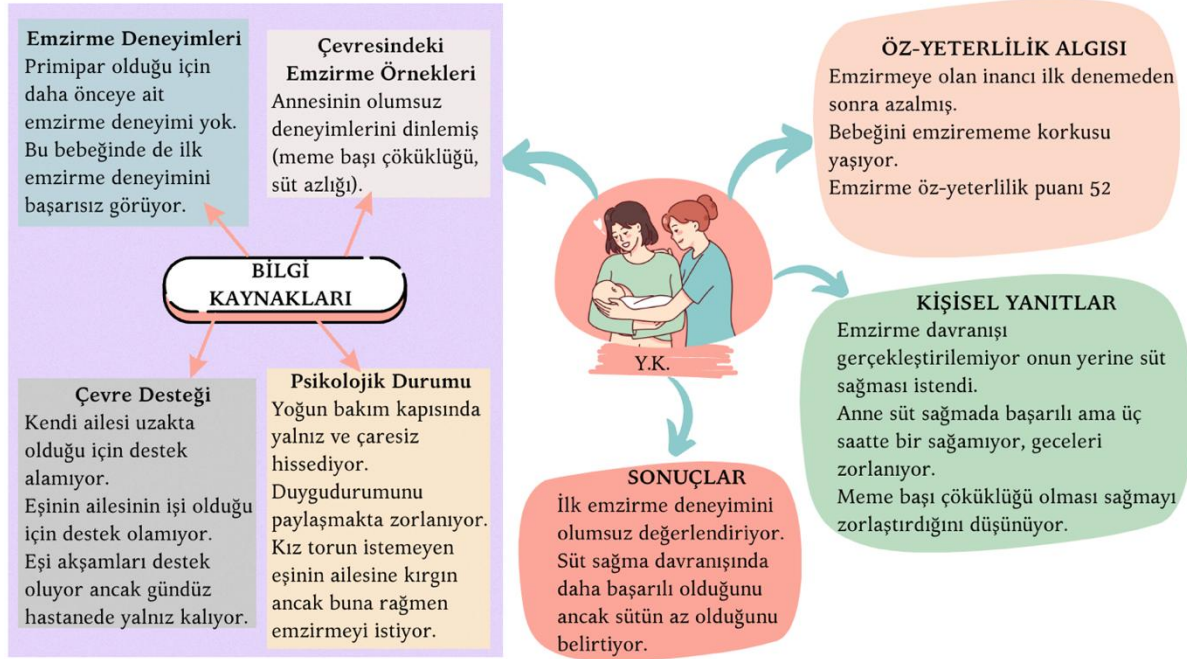 Emzirme Deneyimleri
Primipar olduğu için
daha önceye ait
emzirme deneyimi yok.
Bu bebeğinde de ilk
emzirme deneyimini
başarısız görüyor.
Çevresindeki
Emzirme Örnekleri
Annesinin olumsuz
deneyimlerini dinlemiş
(meme başı çöküklüğü,
süt azlığı).
BİLGİ
KAYNAKLARI
Çevre Desteği
Kendi ailesi uzakta
olduğu için destek
alamıyor.
Eşinin ailesinin işi olduğu
için destek olamıyor.
Eşi akşamları destek
oluyor ancak gündüz
hastanede yalnız kalıyor.
Psikolojik Durumu
Yoğun bakım kapısında
yalnız ve çaresiz
hissediyor.
Duygudurumunu
paylaşmakta zorlanıyor.
Kız torun istemeyen
eşinin ailesine kırgın
ancak buna rağmen
emzirmeyi istiyor.
Y.K.
ÖZ-YETERLİLİK ALGISI
Emzirmeye olan inancı ilk denemeden
sonra azalmış.
Bebeğini emzirememe korkusu
yaşıyor.
Emzirme öz-yeterlilik puanı 52
KİŞİSEL YANITLAR
Emzirme davranışı
gerçekleştirilemiyor onun yerine süt
sağması istendi.
Anne süt sağmada başarılı ama üç
saatte bir sağamıyor, geceleri
zorlanıyor.
Meme başı çöküklüğü olması sağmayı
zorlaştırdığını düşünüyor.
SONUÇLAR
İlk emzirme deneyimini
olumsuz değerlendiriyor.
Süt sağma davranışında
daha başarılı olduğunu
ancak sütün az olduğunu
belirtiyor.